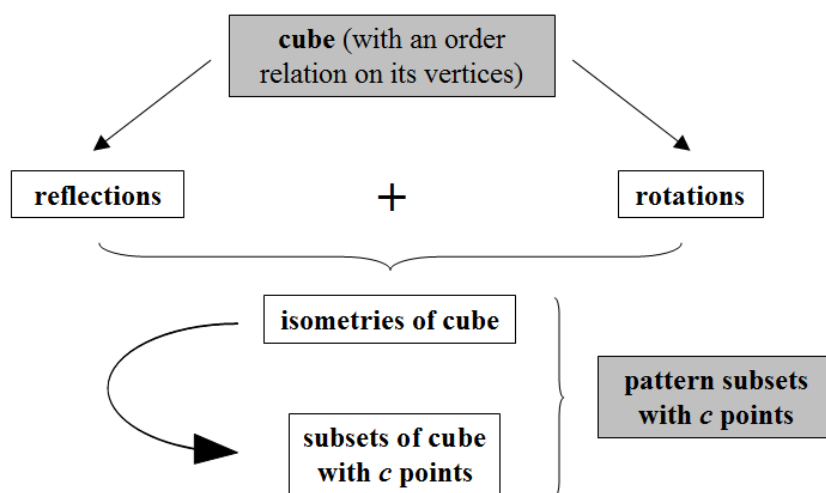 cube (with an order
relation on its vertices)
reflections
+
rotations
isometries of cube
pattern subsets
with c points
subsets of cube
with c points